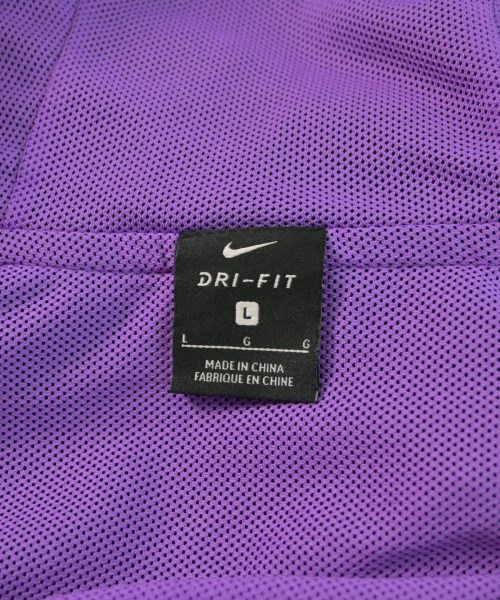 DRI-FIT
L
L G G
MADE IN CHINA
FABRIQUE EN CHINE